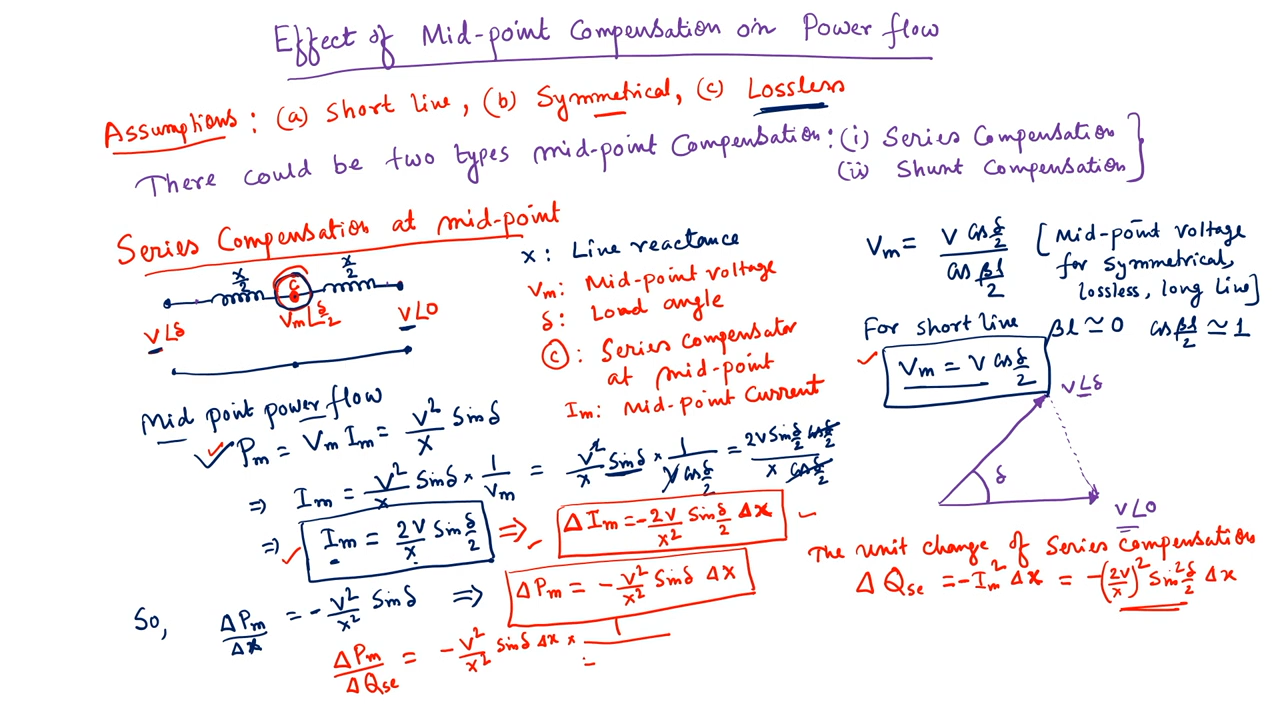 Effect of Mid-point Compensation on Power flow
Assumptions: (a) Short line, (b) Symmetrical, (c) Lossless
There could be two types mid-point Compensation: (i) Series Compensation
(ii) Shunt Compensation
Series Compensation at mid-point
x/2 C x/2
V∠δ Vm∠δ/2 V∠0
x: Line reactance
Vm: Mid-point voltage
δ: Load angle
Ⓒ: Series Compensator
at mid-point
Im: Mid-point Current
Vm = V cos δ/2 / cos βl/2 [Mid-point voltage
for Symmetrical,
lossless, long line]
For short line βl ≃ 0 cos βl/2 ≃ 1
✓ Vm = V cos δ/2
V∠δ
δ
V∠0
Mid point power flow
✓ Pm = Vm Im = V²/x Sinδ
⇒ Im = V²/x Sinδ × 1/Vm = V²/x Sinδ × 1/(V cos δ/2) = 2V Sin δ/2 cos δ/2 / (x cos δ/2)
⇒ ✓ Im = 2V/x Sin δ/2 ⇒ ΔIm = -2V/x² Sin δ/2 Δx
So, ΔPm/Δx = -V²/x² Sinδ ⇒ ΔPm = -V²/x² Sinδ Δx
ΔPm/ΔQse = -V²/x² Sinδ Δx × 1/
=
The unit change of Series Compensation
ΔQse = -Im² Δx = -(2V/x)² Sin² δ/2 Δx